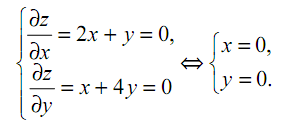 ∂z/∂x = 2x + y = 0,
∂z/∂y = x + 4y = 0
⇔
x = 0,
y = 0.